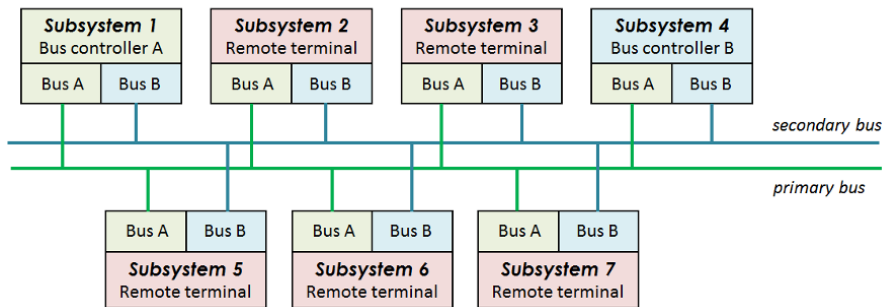 Subsystem 1
Bus controller A
Bus A
Bus B
Subsystem 2
Remote terminal
Bus A
Bus B
Subsystem 3
Remote terminal
Bus A
Bus B
Subsystem 4
Bus controller B
Bus A
Bus B
secondary bus
primary bus
Bus A
Bus B
Subsystem 5
Remote terminal
Bus A
Bus B
Subsystem 6
Remote terminal
Bus A
Bus B
Subsystem 7
Remote terminal